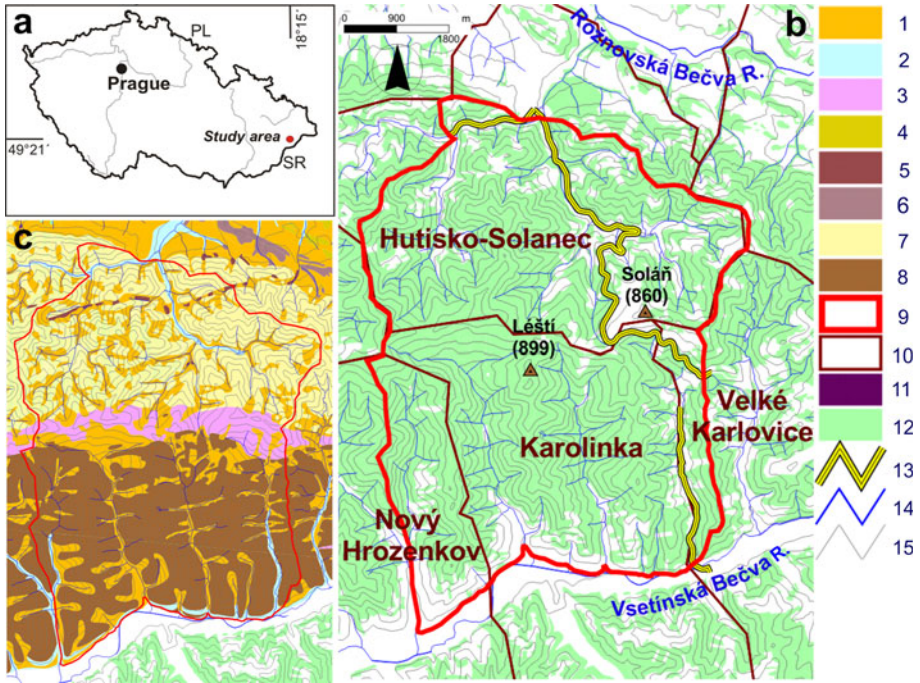 a
PL
18°15´
Prague
Study area
49°21´
SR
c
0 900 m
1800
b
Rožnovská Bečva R.
Hutisko-Solanec
Soláň
(860)
Léští
(899)
Velké
Karlovice
Karolinka
Nový
Hrozenkov
Vsetínská Bečva R.
1
2
3
4
5
6
7
8
9
10
11
12
13
14
15